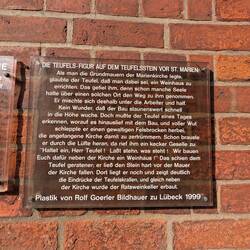 DIE TEUFELS-FIGUR AUF DEM TEUFELSSTEIN VOR ST. MARIEN:
Als man die Grundmauern der Marienkirche legte,
glaubte der Teufel, daß man dabei sei, ein Weinhaus zu
errichten. Das gefiel ihm, denn schon manche Seele
hatte über einen solchen Ort den Weg zu ihm genommen.
Er mischte sich deshalb unter die Arbeiter und half.
Kein Wunder, daß der Bau staunenswert schnell
in die Höhe wuchs. Doch mußte der Teufel eines Tages
erkennen, worauf es hinauslief mit dem Bau, und voller Wut
schleppte er einen gewaltigen Felsbrocken herbei,
die angefangene Kirche damit zu zertrümmern. Schon brauste
er durch die Lüfte heran, da rief ihm ein kecker Geselle zu:
"Haltet ein, Herr Teufel! Laßt stehn, was steht! Wir bauen
Euch dafür neben der Kirche ein Weinhaus!" Das schien dem
Teufel geraten; er ließ den Stein hart vor der Mauer
der Kirche fallen. Dort liegt er noch und zeigt deutlich
die Eindrücke der Teufelskrallen, und gleich neben
der Kirche wurde der Ratsweinkeller erbaut.
Plastik von Rolf Goerler Bildhauer zu Lübeck 1999